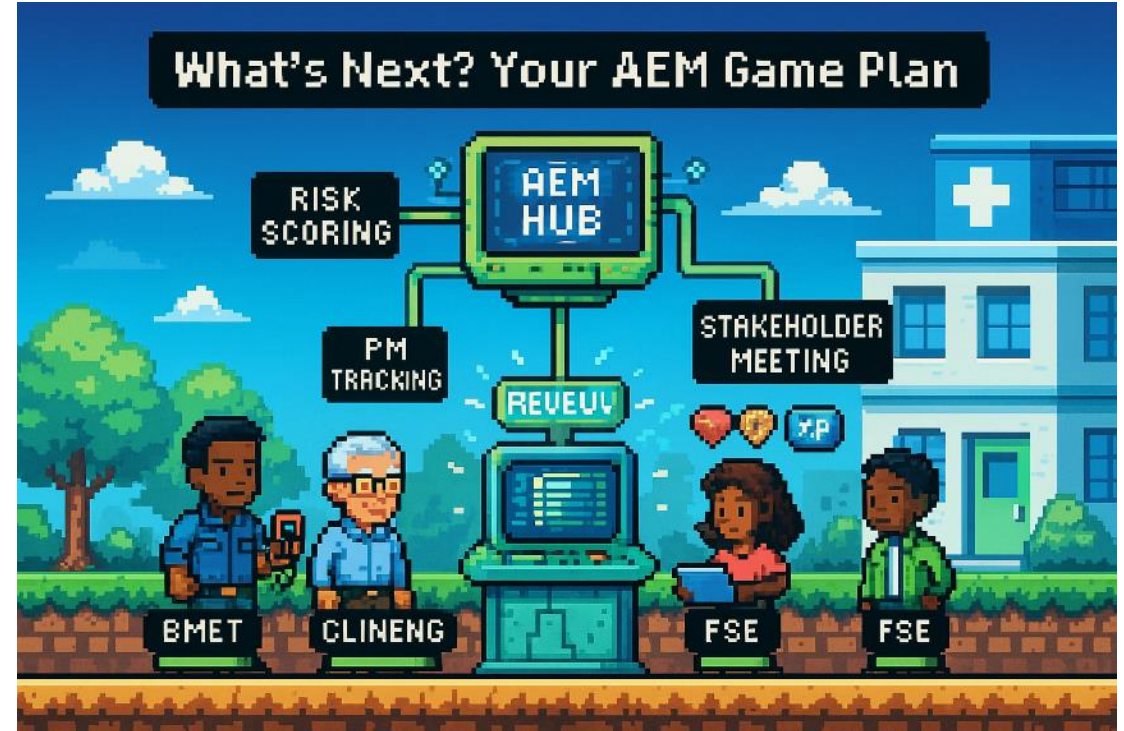 What's Next? Your AEM Game Plan
AEM
HUB
RISK
SCORING
PM
TRACKING
STAKEHOLDER
MEETING
REVEUV
XP
BMET
CLINENG
FSE
FSE